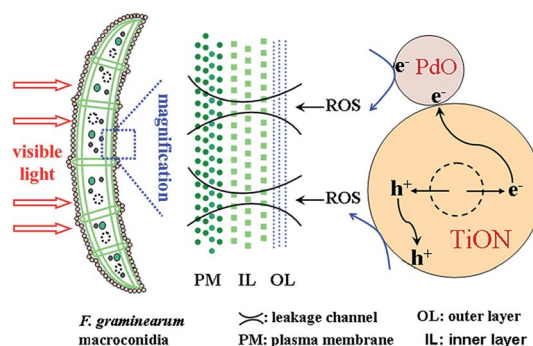 visible
light
magnification
PM IL OL
ROS
ROS
e⁻ PdO
e⁻
h⁺ e⁻
TiON
h⁺
F. graminearum
macroconidia
: leakage channel
PM: plasma membrane
OL: outer layer
IL: inner layer